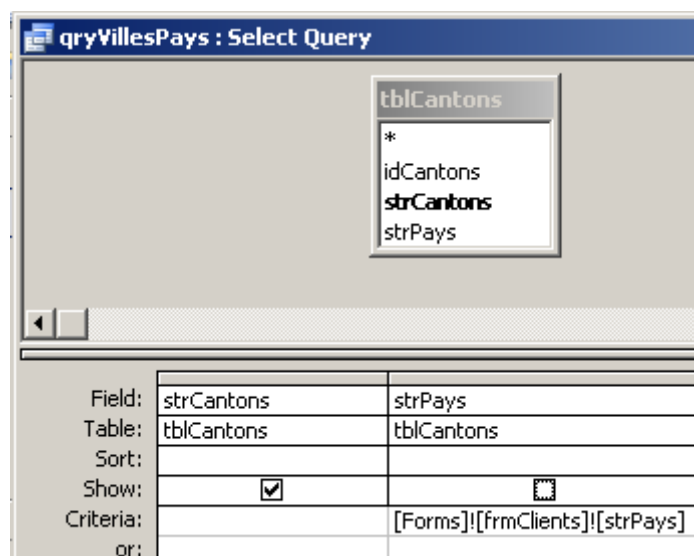 qryVillesPays : Select Query
tblCantons
*
idCantons
strCantons
strPays
Field: strCantons strPays
Table: tblCantons tblCantons
Sort:
Show:
Criteria: [Forms]![frmClients]![strPays]
or: